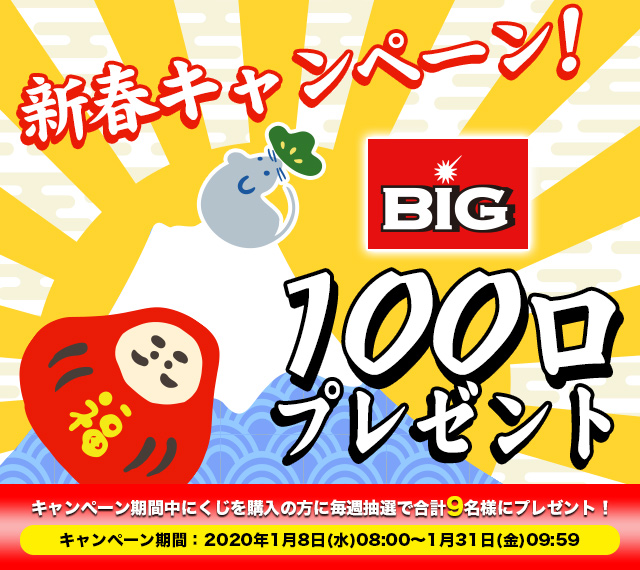 新春キャンペーン!
BIG
100口
プレゼント
福
キャンペーン期間中にくじを購入の方に毎週抽選で合計9名様にプレゼント!
キャンペーン期間:2020年1月8日(水)08:00〜1月31日(金)09:59